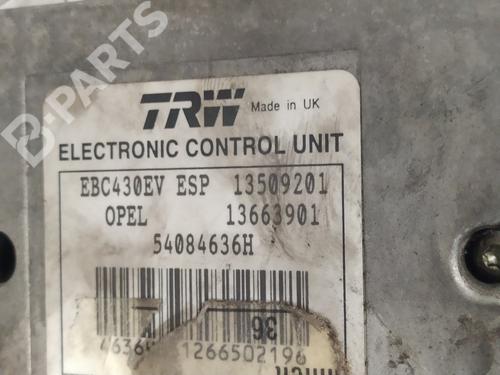 B-PARTS
TRW Made in UK
ELECTRONIC CONTROL UNIT
EBC430EV ESP 13509201
OPEL 13663901
54084636H
36
1266502196